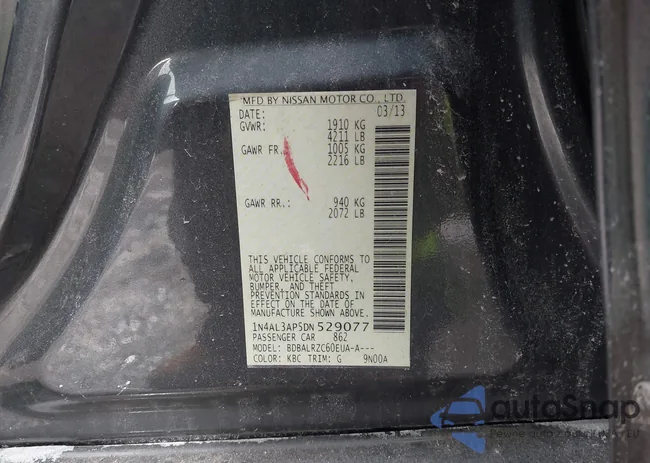 MFD BY NISSAN MOTOR CO., LTD.
DATE: 03/13
GVWR: 1910 KG
4211 LB
GAWR FR. 1005 KG
2216 LB
GAWR RR.: 940 KG
2072 LB
THIS VEHICLE CONFORMS TO
ALL APPLICABLE FEDERAL
MOTOR VEHICLE SAFETY,
BUMPER, AND THEFT
PREVENTION STANDARDS IN
EFFECT ON THE DATE OF
MANUFACTURE SHOWN ABOVE.
1N4AL3AP5DN529077
PASSENGER CAR 862
MODEL: BDBALRZC60EUA-A---
COLOR: KBC TRIM: G 9N00A
autoSnap